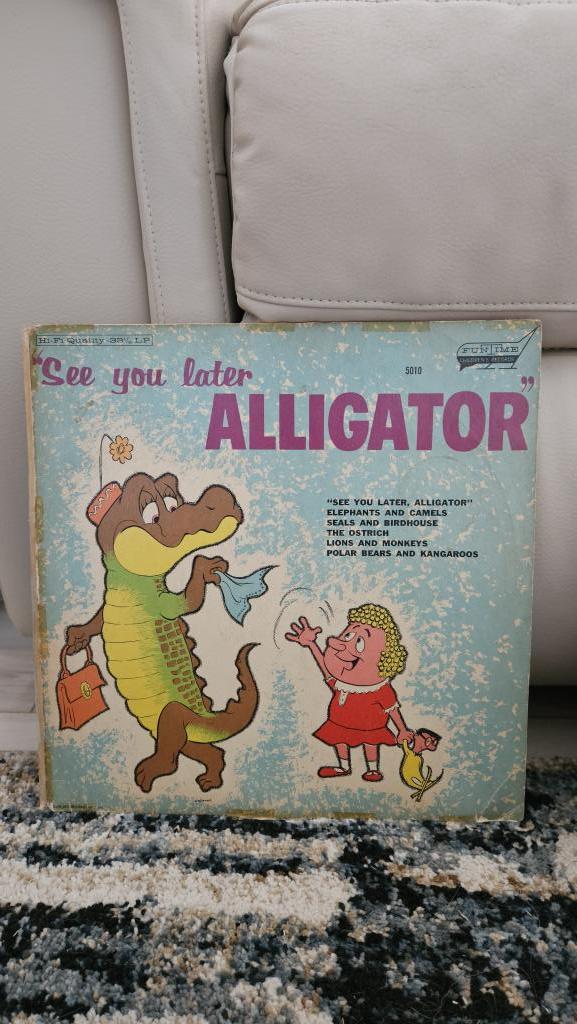 Hi-Fi Quality-33⅓ LP
FUN TIME
CHILDREN'S RECORDS
"See you later
5010
ALLIGATOR"
"SEE YOU LATER, ALLIGATOR"
ELEPHANTS AND CAMELS
SEALS AND BIRDHOUSE
THE OSTRICH
LIONS AND MONKEYS
POLAR BEARS AND KANGAROOS